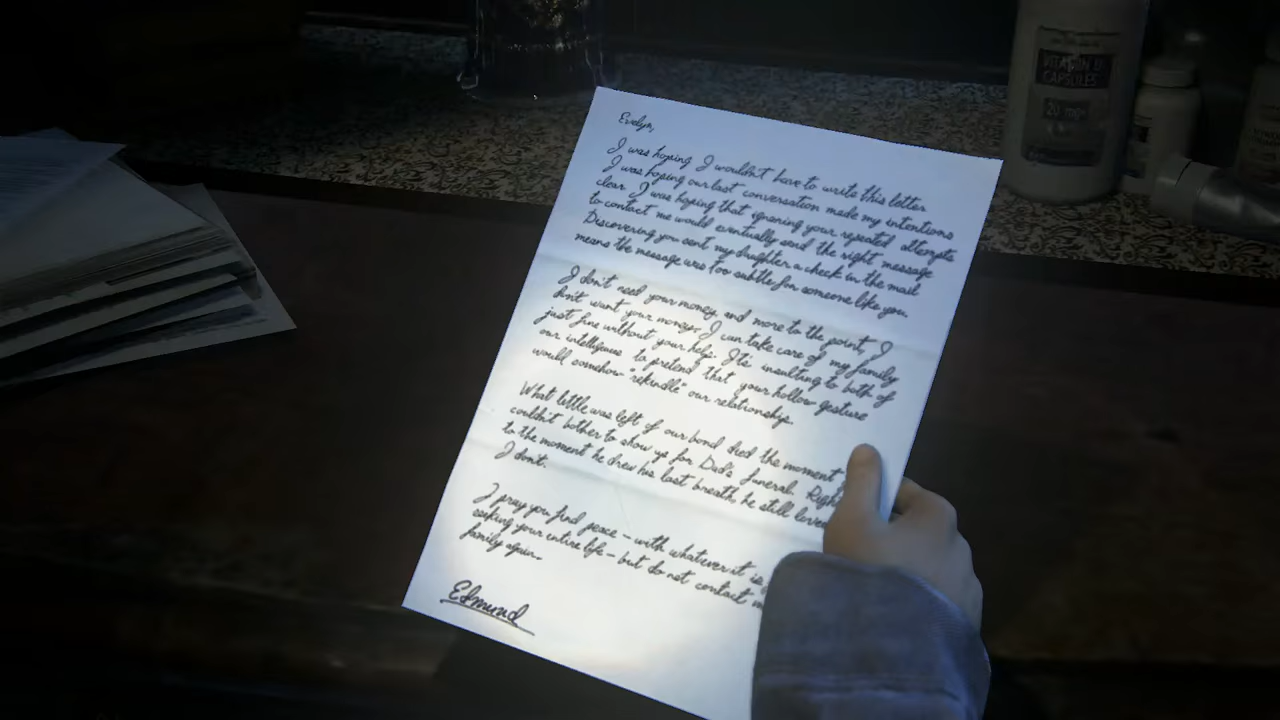 Evelyn,
I was hoping I wouldn't have to write this letter.
I was hoping our last conversation made my intentions
clear. I was hoping that ignoring your repeated attempts
to contact me would eventually send the right message.
Discovering you sent my daughter a check in the mail
means the message was too subtle for someone like you.
I don't need your money, and more to the point, I
don't want your money. I can take care of my family
just fine without your help. It's insulting to both of
our intelligences to pretend that your hollow gesture
would somehow "rekindle" our relationship.
What little was left of our bond died the moment
couldn't bother to show up for Dad's funeral. Right
to the moment he drew his last breath, he still loved
I don't.
I pray you find peace – with whatever it is
seeking your entire life – but do not contact
family again.
Edmund
VITAMIN D
CAPSULES
20 mg